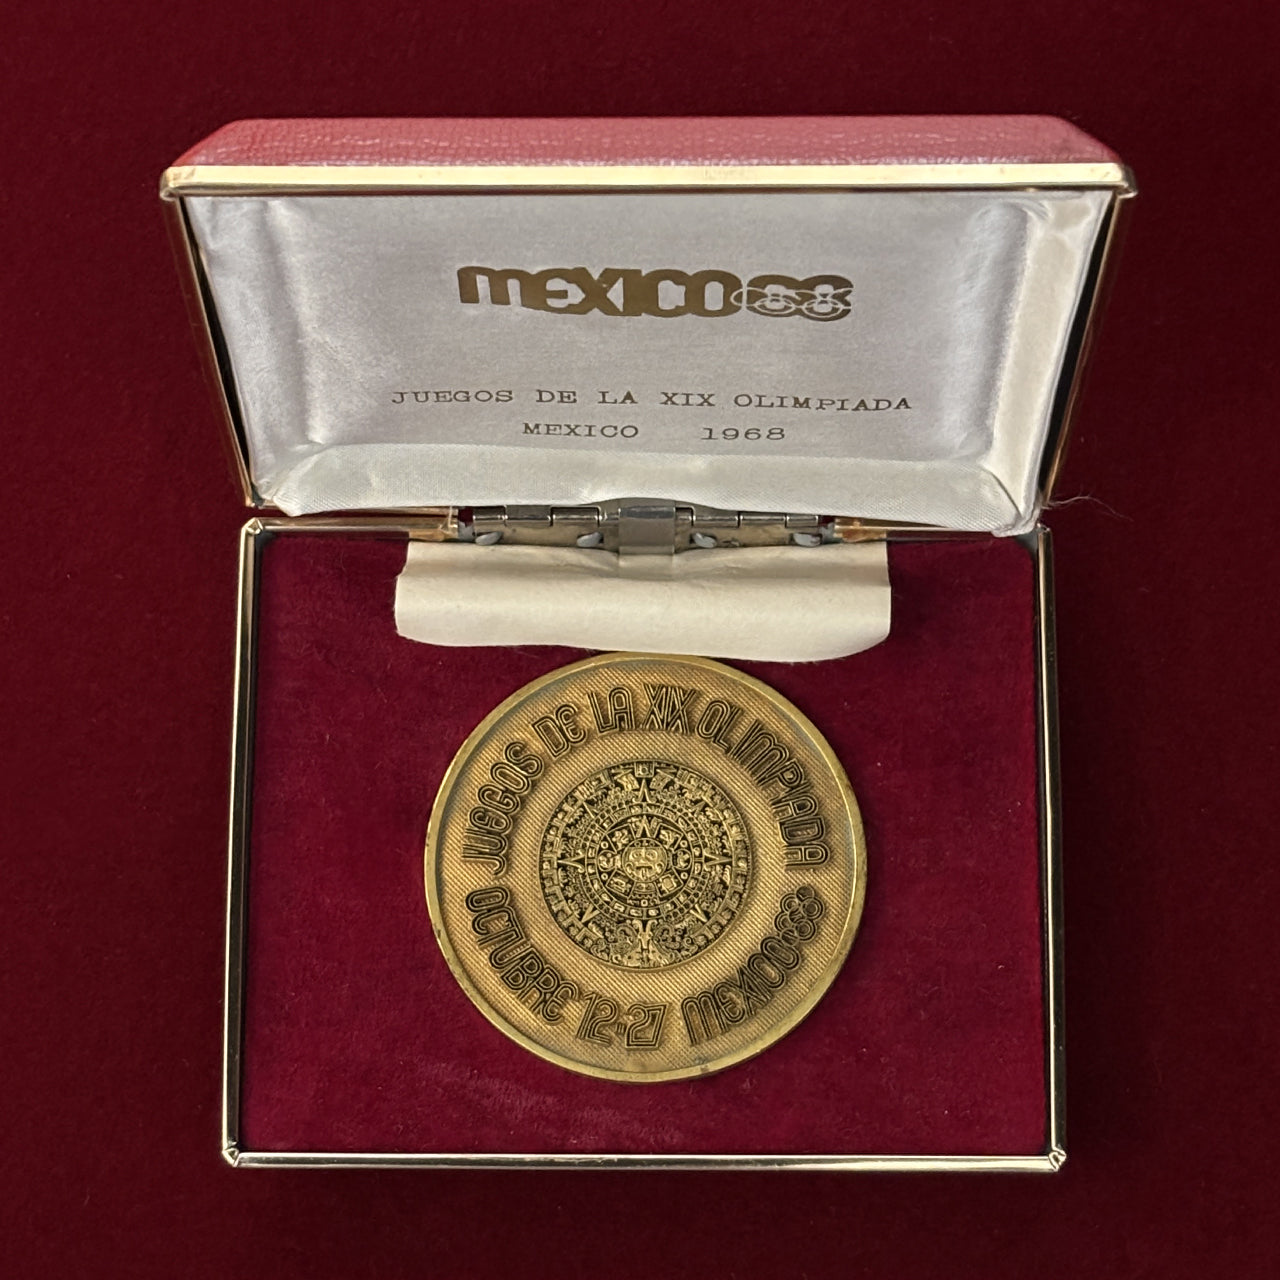 mEXICO68
JUEGOS DE LA XIX OLIMPIADA
MEXICO 1968
JUEGOS DE LA XIX OLIMPIADA
OCTUBRE 12-27 MEXICO68